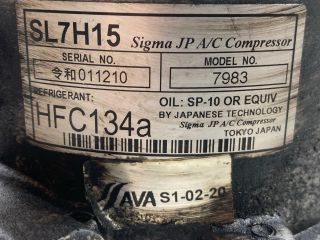 SL7H15 Sigma JP A/C Compressor
SERIAL NO. MODEL NO.
令和011210 7983
REFRIGERANT: OIL: SP-10 OR EQUIV
HFC134a BY JAPANESE TECHNOLOGY
Sigma JP A/C Compressor
TOKYO JAPAN
AVA S1-02-20